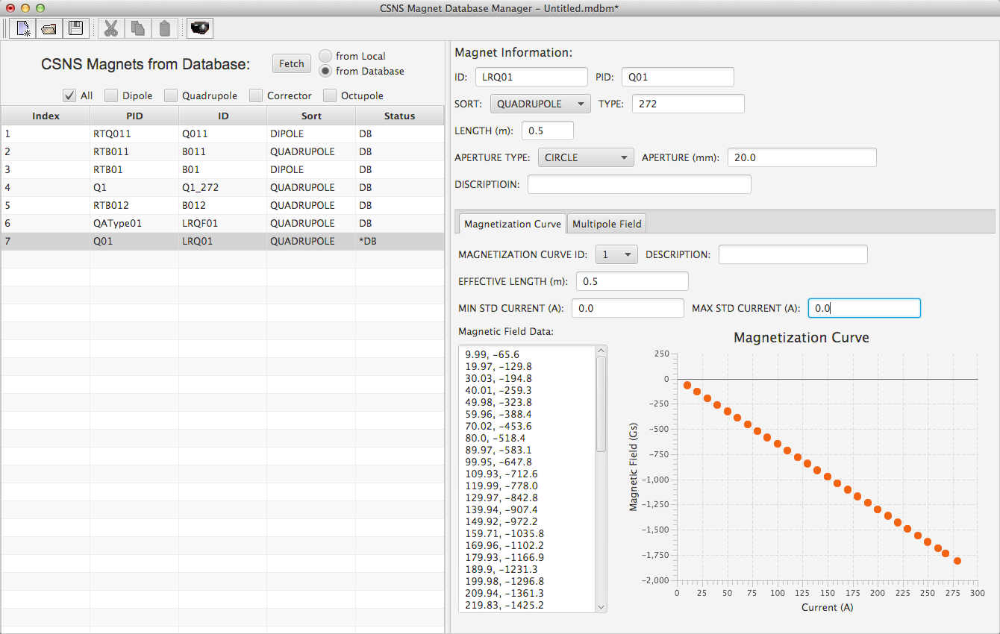 CSNS Magnet Database Manager - Untitled.mdbm*
CSNS Magnets from Database:
Fetch
from Local
from Database
All Dipole Quadrupole Corrector Octupole
Index PID ID Sort Status
1 RTQ011 Q011 DIPOLE DB
2 RTB011 B011 QUADRUPOLE DB
3 RTB01 B01 DIPOLE DB
4 Q1 Q1_272 QUADRUPOLE DB
5 RTB012 B012 QUADRUPOLE DB
6 QAType01 LRQF01 QUADRUPOLE DB
7 Q01 LRQ01 QUADRUPOLE *DB
Magnet Information:
ID: LRQ01 PID: Q01
SORT: QUADRUPOLE TYPE: 272
LENGTH (m): 0.5
APERTURE TYPE: CIRCLE APERTURE (mm): 20.0
DISCRIPTIOIN:
Magnetization Curve Multipole Field
MAGNETIZATION CURVE ID: 1 DESCRIPTION:
EFFECTIVE LENGTH (m): 0.5
MIN STD CURRENT (A): 0.0 MAX STD CURRENT (A): 0.0
Magnetic Field Data:
9.99, -65.6
19.97, -129.8
30.03, -194.8
40.01, -259.3
49.98, -323.8
59.96, -388.4
70.02, -453.6
80.0, -518.4
89.97, -583.1
99.95, -647.8
109.93, -712.6
119.99, -778.0
129.97, -842.8
139.94, -907.4
149.92, -972.2
159.71, -1035.8
169.96, -1102.2
179.93, -1166.9
189.9, -1231.3
199.98, -1296.8
209.94, -1361.3
219.83, -1425.2
Magnetization Curve
Magnetic Field (Gs)
250
0
-250
-500
-750
-1,000
-1,250
-1,500
-1,750
-2,000
0 25 50 75 100 125 150 175 200 225 250 275 300
Current (A)